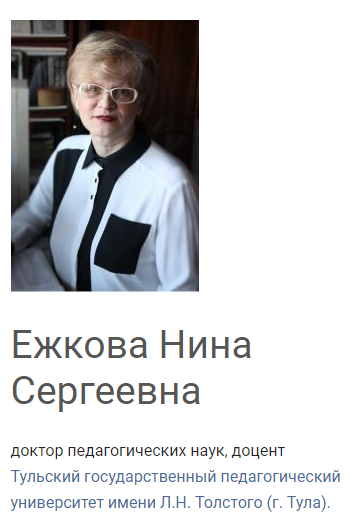 Ежкова Нина
Сергеевна
доктор педагогических наук, доцент
Тульский государственный педагогический
университет имени Л.Н. Толстого (г. Тула).